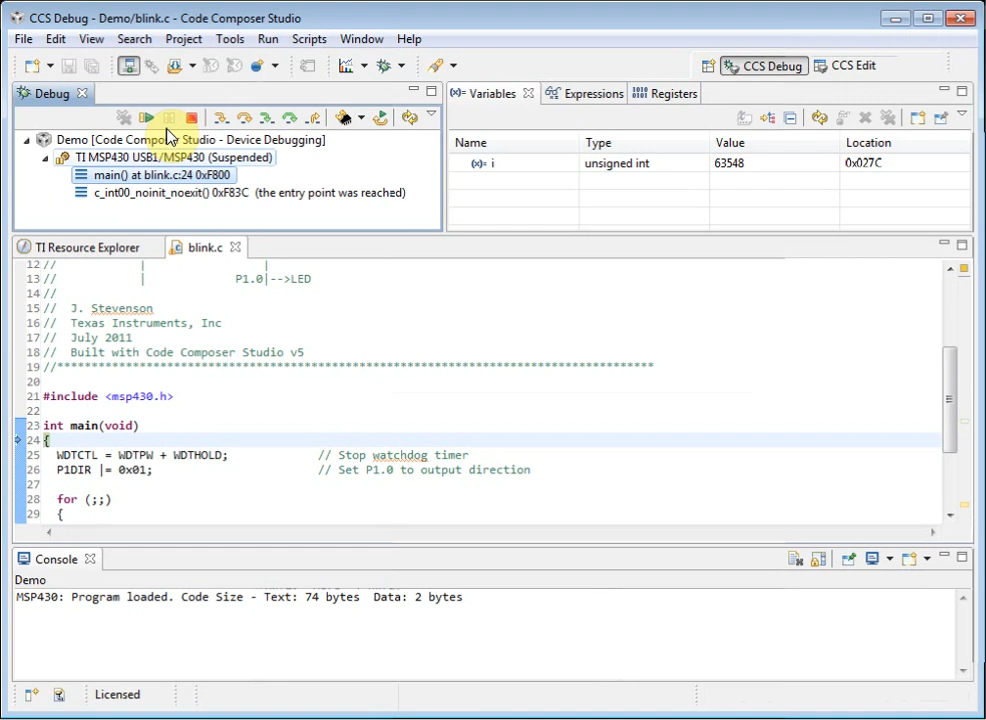 CCS Debug - Demo/blink.c - Code Composer Studio
File Edit View Search Project Tools Run Scripts Window Help
CCS Debug CCS Edit
Debug
Demo [Code Composer Studio - Device Debugging]
TI MSP430 USB1/MSP430 (Suspended)
main() at blink.c:24 0xF800
c_int00_noinit_noexit() 0xF83C (the entry point was reached)
(x)= Variables Expressions 1010 0101 Registers
Name Type Value Location
(x)= i unsigned int 63548 0x027C
TI Resource Explorer blink.c
12 // | |
13 // | P1.0|-->LED
14 //
15 // J. Stevenson
16 // Texas Instruments, Inc
17 // July 2011
18 // Built with Code Composer Studio v5
19 //******************************************************************************
20
21 #include <msp430.h>
22
23 int main(void)
24 {
25 WDTCTL = WDTPW + WDTHOLD; // Stop watchdog timer
26 P1DIR |= 0x01; // Set P1.0 to output direction
27
28 for (;;)
29 {
Console
Demo
MSP430: Program loaded. Code Size - Text: 74 bytes Data: 2 bytes
Licensed